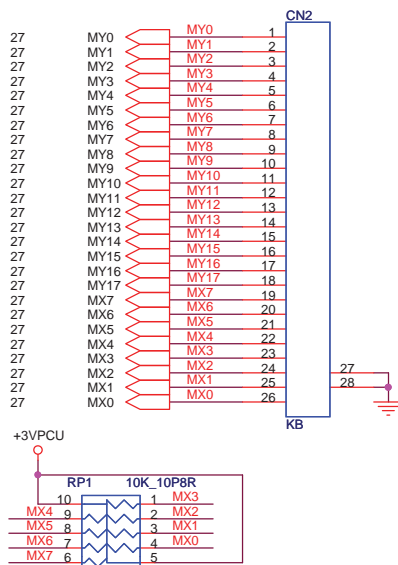 CN2
27 MY0 MY0 1
27 MY1 MY1 2
27 MY2 MY2 3
27 MY3 MY3 4
27 MY4 MY4 5
27 MY5 MY5 6
27 MY6 MY6 7
27 MY7 MY7 8
27 MY8 MY8 9
27 MY9 MY9 10
27 MY10 MY10 11
27 MY11 MY11 12
27 MY12 MY12 13
27 MY13 MY13 14
27 MY14 MY14 15
27 MY15 MY15 16
27 MY16 MY16 17
27 MY17 MY17 18
27 MX7 MX7 19
27 MX6 MX6 20
27 MX5 MX5 21
27 MX4 MX4 22
27 MX3 MX3 23
27 MX2 MX2 24 27
27 MX1 MX1 25 28
27 MX0 MX0 26
KB
+3VPCU
RP1 10K_10P8R
10 1 MX3
MX4 9 2 MX2
MX5 8 3 MX1
MX6 7 4 MX0
MX7 6 5